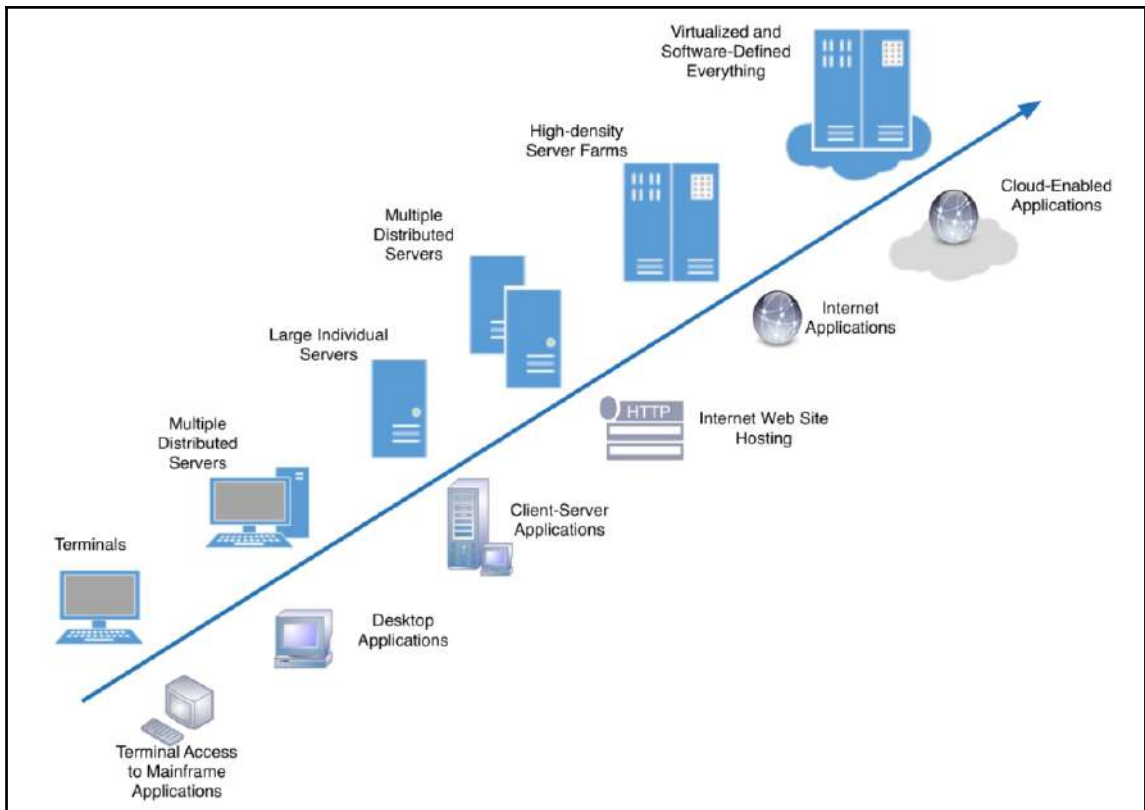 Virtualized and
Software-Defined
Everything
High-density
Server Farms
Cloud-Enabled
Applications
Multiple
Distributed
Servers
Internet
Applications
Large Individual
Servers
HTTP
Internet Web Site
Hosting
Multiple
Distributed
Servers
Client-Server
Applications
Terminals
Desktop
Applications
Terminal Access
to Mainframe
Applications